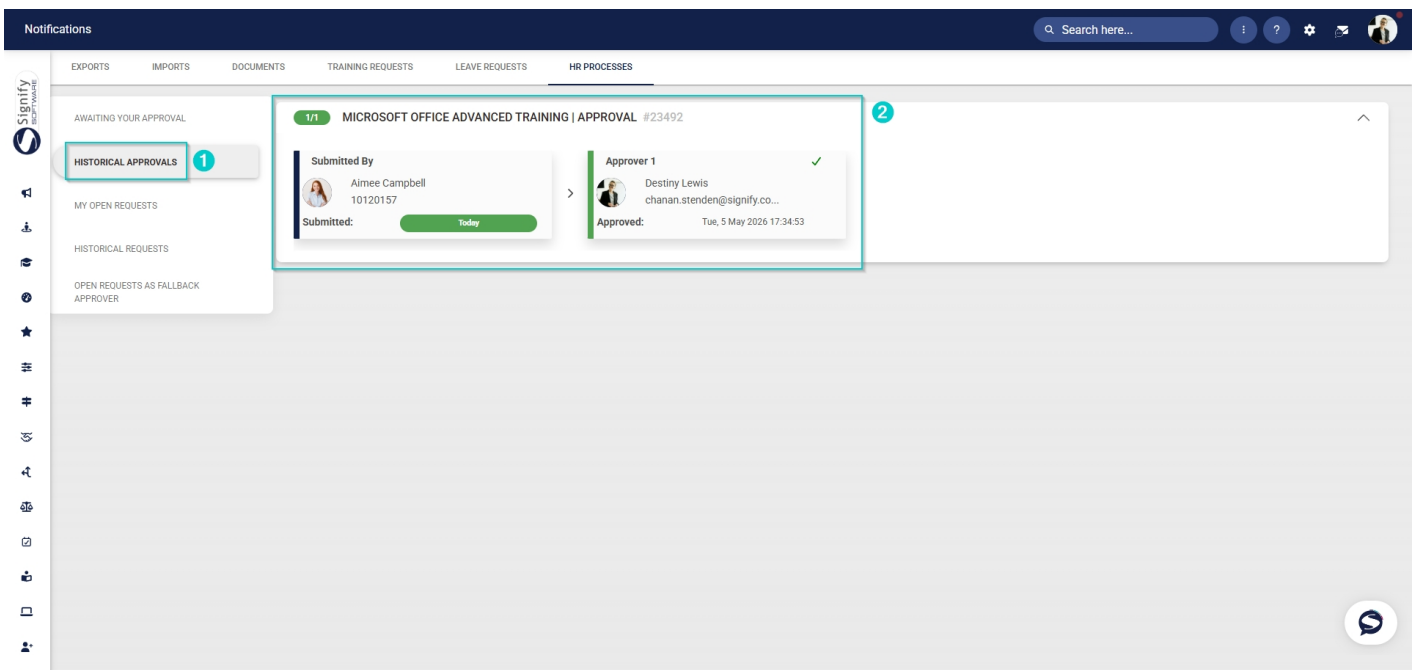 Notifications
Search here...
?
Signify
SOFTWARE
EXPORTS
IMPORTS
DOCUMENTS
TRAINING REQUESTS
LEAVE REQUESTS
HR PROCESSES
AWAITING YOUR APPROVAL
HISTORICAL APPROVALS
1
MY OPEN REQUESTS
HISTORICAL REQUESTS
OPEN REQUESTS AS FALLBACK
APPROVER
1/1 MICROSOFT OFFICE ADVANCED TRAINING | APPROVAL #23492
2
Submitted By
Aimee Campbell
10120157
Submitted: Today
Approver 1
Destiny Lewis
chanan.stenden@signify.co...
Approved: Tue, 5 May 2026 17:34:53